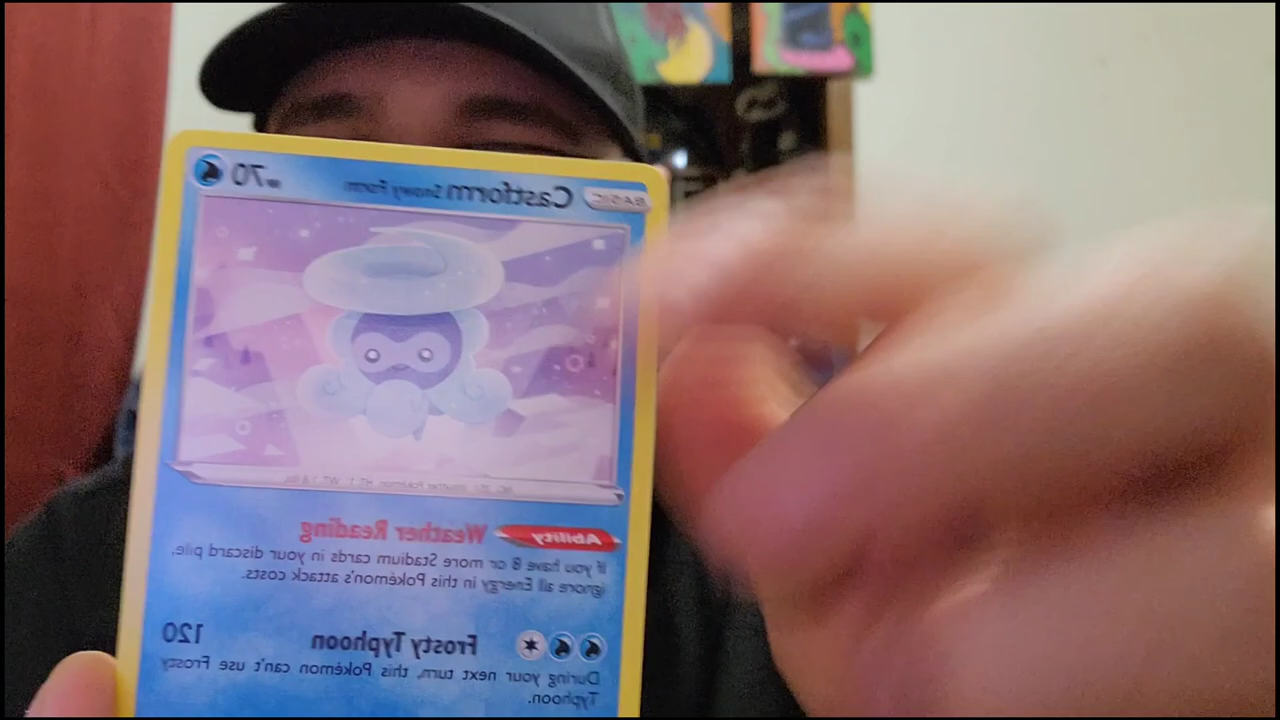 BASIC Castform Snowy Form HP 70
Ability Weather Reading
If you have 8 or more Stadium cards in your discard pile,
ignore all Energy in this Pokémon's attack costs.
Frosty Typhoon 120
During your next turn, this Pokémon can't use Frosty
Typhoon.